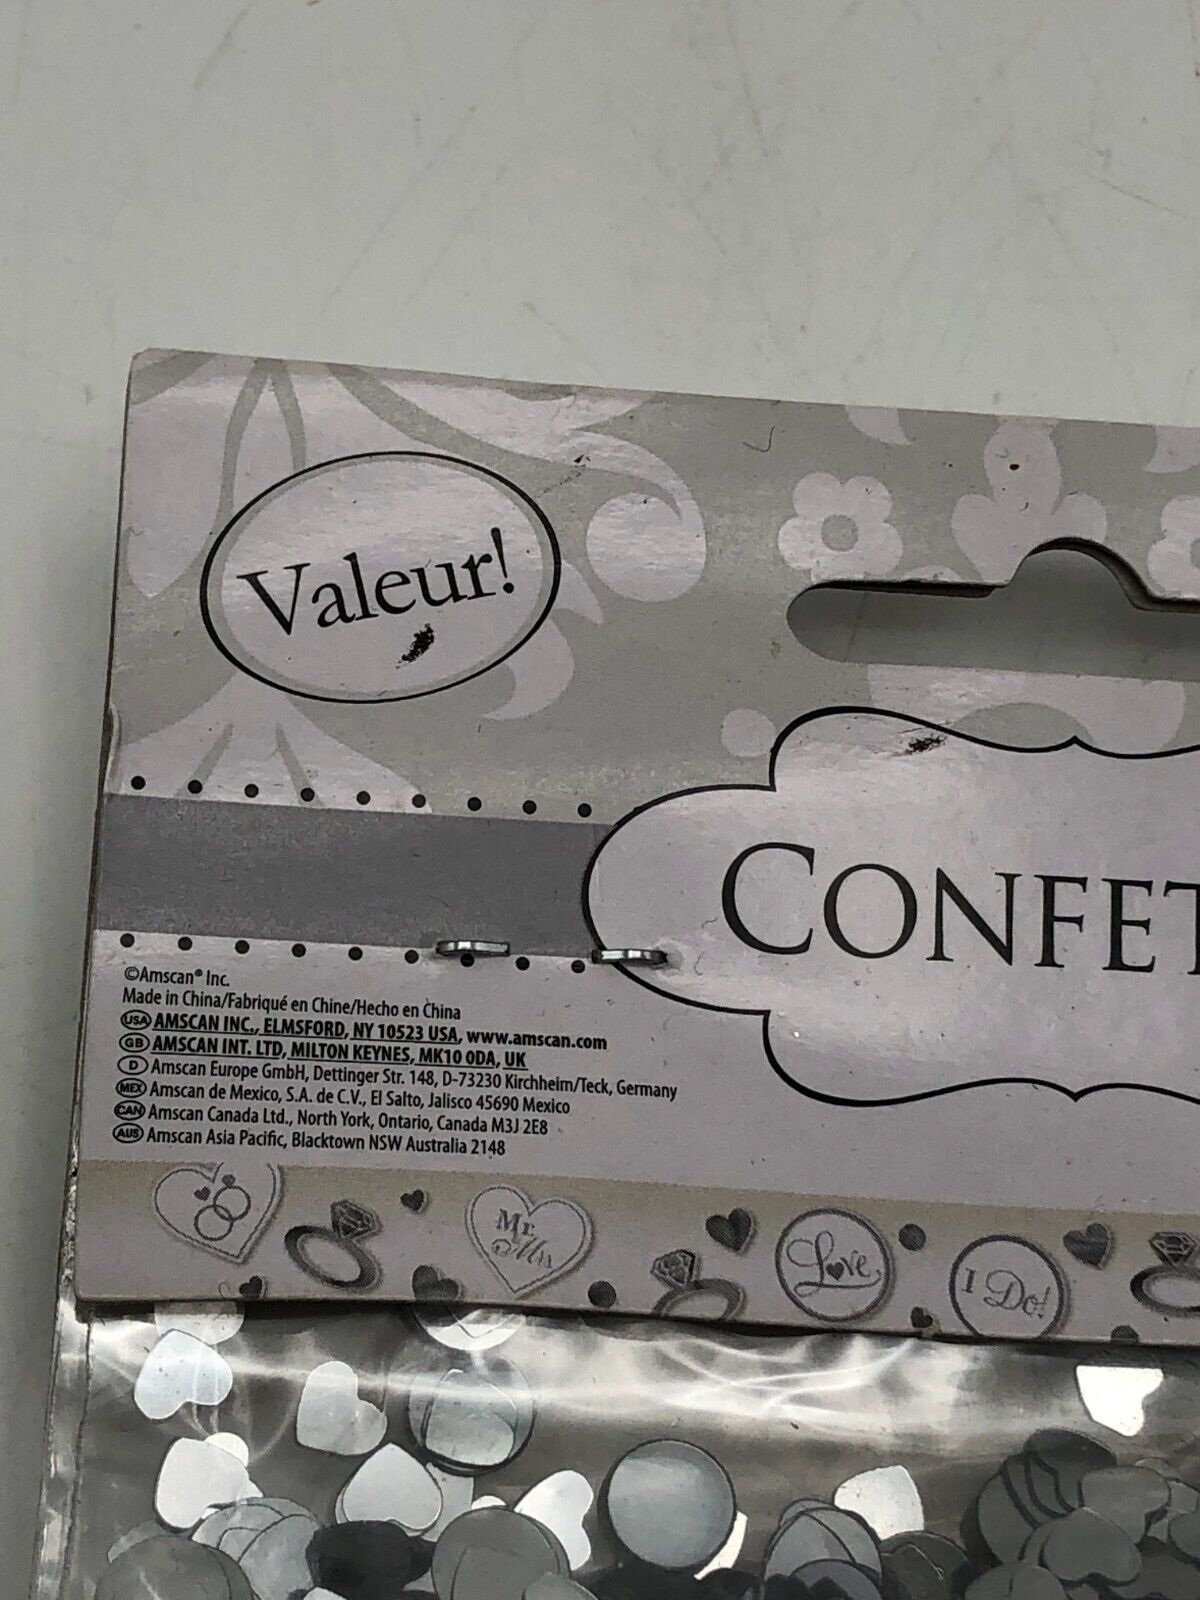 Valeur!
CONFET
©Amscan® Inc.
Made in China/Fabriqué en Chine/Hecho en China
USA AMSCAN INC., ELMSFORD, NY 10523 USA, www.amscan.com
GB AMSCAN INT. LTD, MILTON KEYNES, MK10 0DA, UK
D Amscan Europe GmbH, Dettinger Str. 148, D-73230 Kirchheim/Teck, Germany
MEX Amscan de Mexico, S.A. de C.V., El Salto, Jalisco 45690 Mexico
CAN Amscan Canada Ltd., North York, Ontario, Canada M3J 2E8
AUS Amscan Asia Pacific, Blacktown NSW Australia 2148
Mr.
Mrs
Love
I Do!